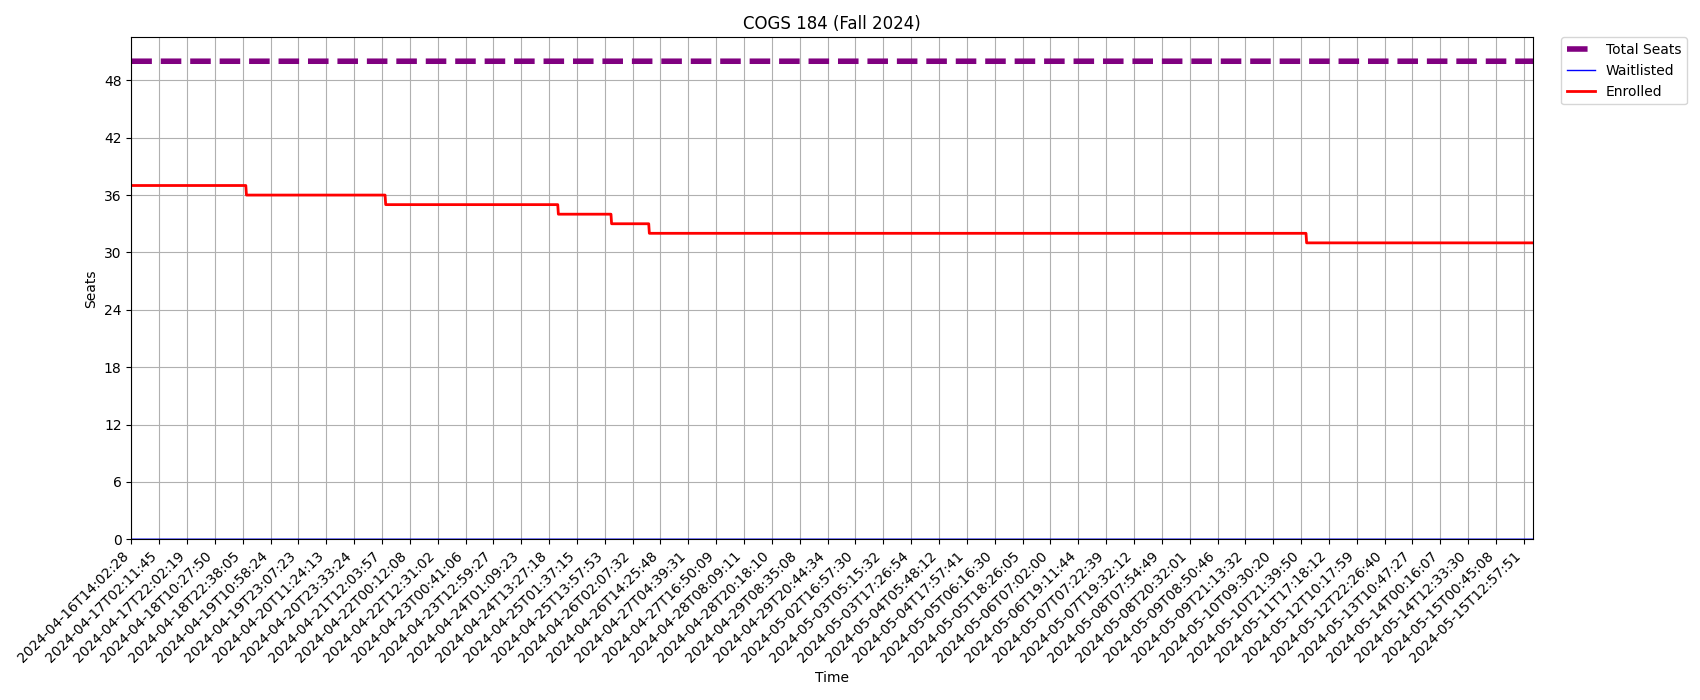 COGS 184 (Fall 2024)
Total Seats
Waitlisted
Enrolled
48
42
36
30
24
18
12
6
0
Seats
2024-04-16T14:02:28
2024-04-17T02:11:45
2024-04-17T22:02:19
2024-04-18T10:27:50
2024-04-18T22:38:05
2024-04-19T10:58:24
2024-04-19T23:07:23
2024-04-20T11:24:13
2024-04-20T23:33:24
2024-04-21T12:03:57
2024-04-22T00:12:08
2024-04-22T12:31:02
2024-04-23T00:41:06
2024-04-23T12:59:27
2024-04-24T01:09:23
2024-04-24T13:27:18
2024-04-25T01:37:15
2024-04-25T13:57:53
2024-04-26T02:07:32
2024-04-26T14:25:48
2024-04-27T04:39:31
2024-04-27T16:50:09
2024-04-28T08:09:11
2024-04-28T20:18:10
2024-04-29T08:35:08
2024-04-29T20:44:34
2024-05-02T16:57:30
2024-05-03T05:15:32
2024-05-03T17:26:54
2024-05-04T05:48:12
2024-05-04T17:57:41
2024-05-05T06:16:30
2024-05-05T18:26:05
2024-05-06T07:02:00
2024-05-06T19:11:44
2024-05-07T07:22:39
2024-05-07T19:32:12
2024-05-08T07:54:49
2024-05-08T20:32:01
2024-05-09T08:50:46
2024-05-09T21:13:32
2024-05-10T09:30:20
2024-05-10T21:39:50
2024-05-11T17:18:12
2024-05-12T10:17:59
2024-05-12T22:26:40
2024-05-13T10:47:27
2024-05-14T00:16:07
2024-05-14T12:33:30
2024-05-15T00:45:08
2024-05-15T12:57:51
Time